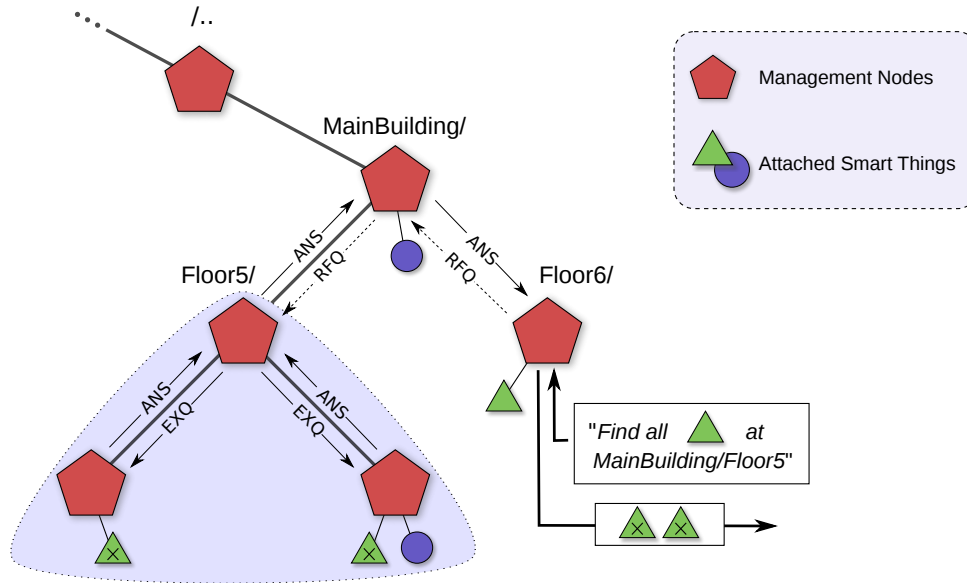 /..
Management Nodes
MainBuilding/
Attached Smart Things
ANS
RFQ
ANS
RFQ
Floor5/
Floor6/
ANS
EXQ
ANS
EXQ
"Find all at
MainBuilding/Floor5"